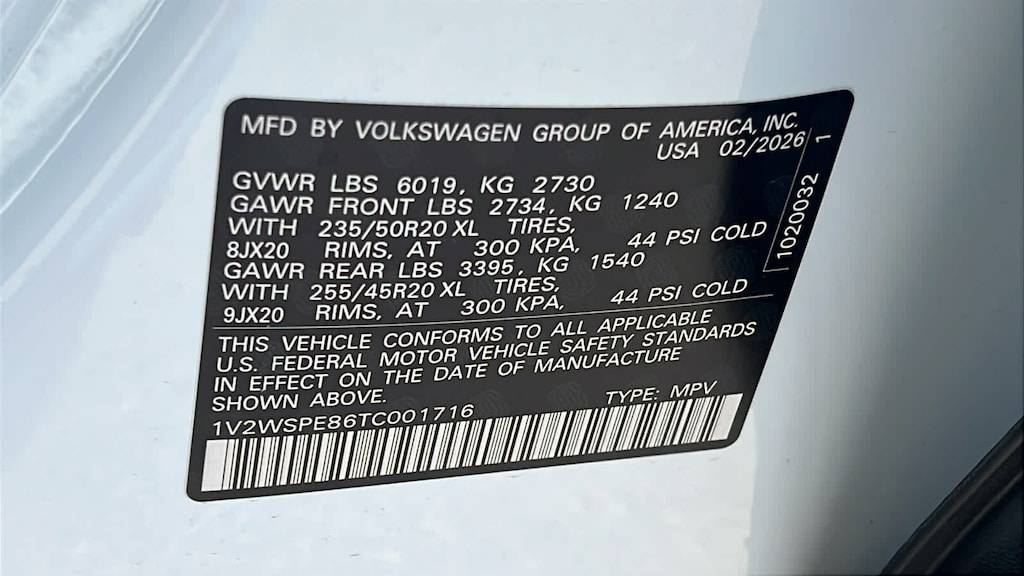 MFD BY VOLKSWAGEN GROUP OF AMERICA, INC.
USA 02/2026
GVWR LBS 6019, KG 2730
GAWR FRONT LBS 2734, KG 1240
WITH 235/50R20 XL TIRES,
8JX20 RIMS, AT 300 KPA, 44 PSI COLD
GAWR REAR LBS 3395, KG 1540
WITH 255/45R20 XL TIRES,
9JX20 RIMS, AT 300 KPA, 44 PSI COLD
THIS VEHICLE CONFORMS TO ALL APPLICABLE
U.S. FEDERAL MOTOR VEHICLE SAFETY STANDARDS
IN EFFECT ON THE DATE OF MANUFACTURE
SHOWN ABOVE.
TYPE: MPV
1V2WSPE86TC001716
1020032 1